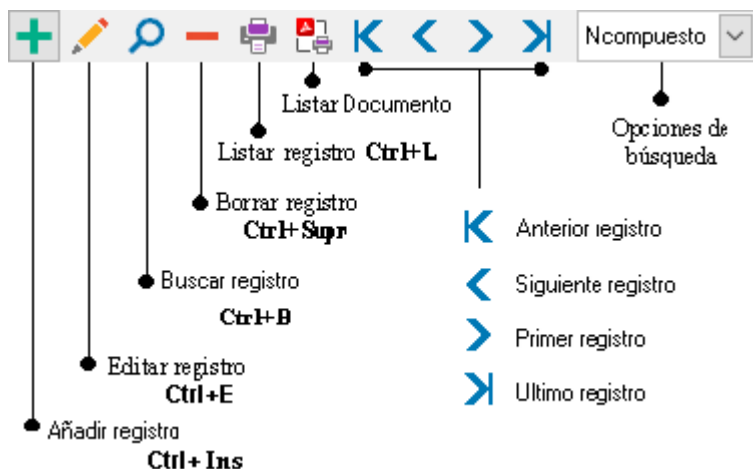 Ncompuesto
Listar Documento
Opciones de
búsqueda
Listar registro Ctrl+L
Borrar registro
Ctrl+Supr
Anterior registro
Buscar registro
Siguiente registro
Ctrl+B
Primer registro
Editar registro
Ctrl+E
Ultimo registro
Añadir registro
Ctrl+Ins